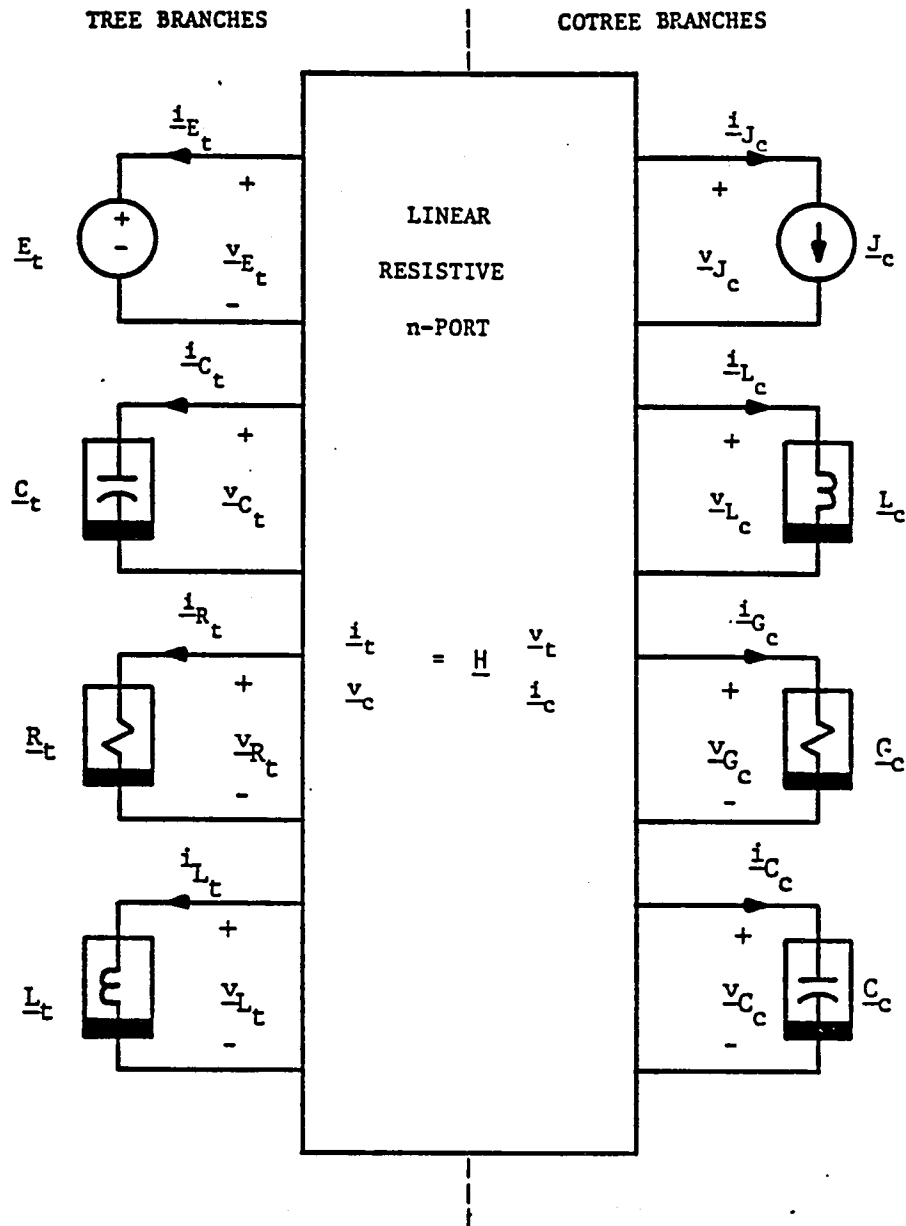 TREE BRANCHES
COTREE BRANCHES
i_E_t
+
v_E_t
-
+
-
E_t
LINEAR
RESISTIVE
n-PORT
i_J_c
+
v_J_c
J_c
i_C_t
+
v_C_t
C_t
i_L_c
+
v_L_c
L_c
i_R_t
+
v_R_t
-
R_t
i_t
v_c
= H
v_t
i_c
i_G_c
+
v_G_c
-
G_c
i_L_t
+
v_L_t
-
L_t
i_C_c
+
v_C_c
-
C_c